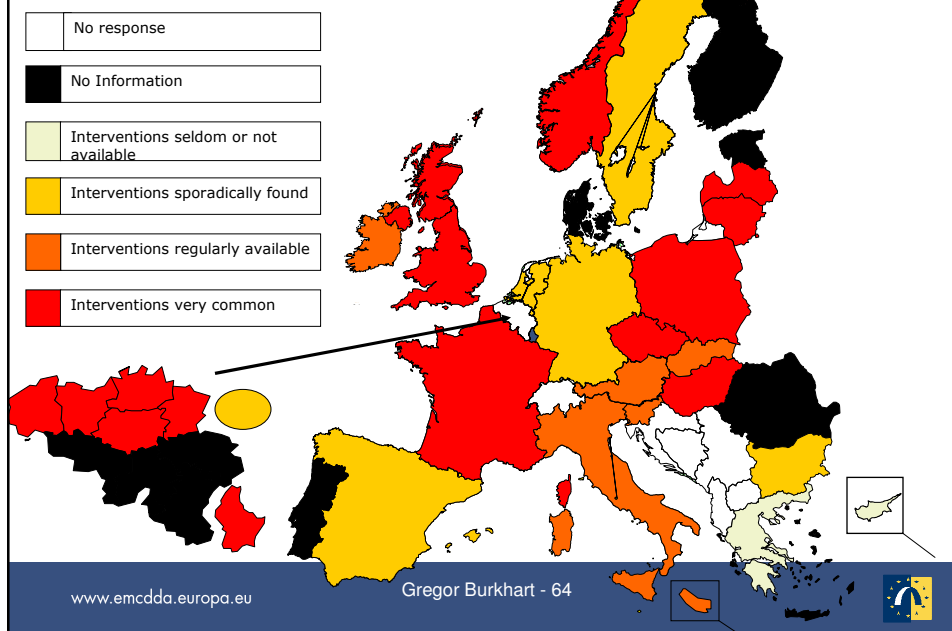 No response
No Information
Interventions seldom or not
available
Interventions sporadically found
Interventions regularly available
Interventions very common
www.emcdda.europa.eu
Gregor Burkhart - 64